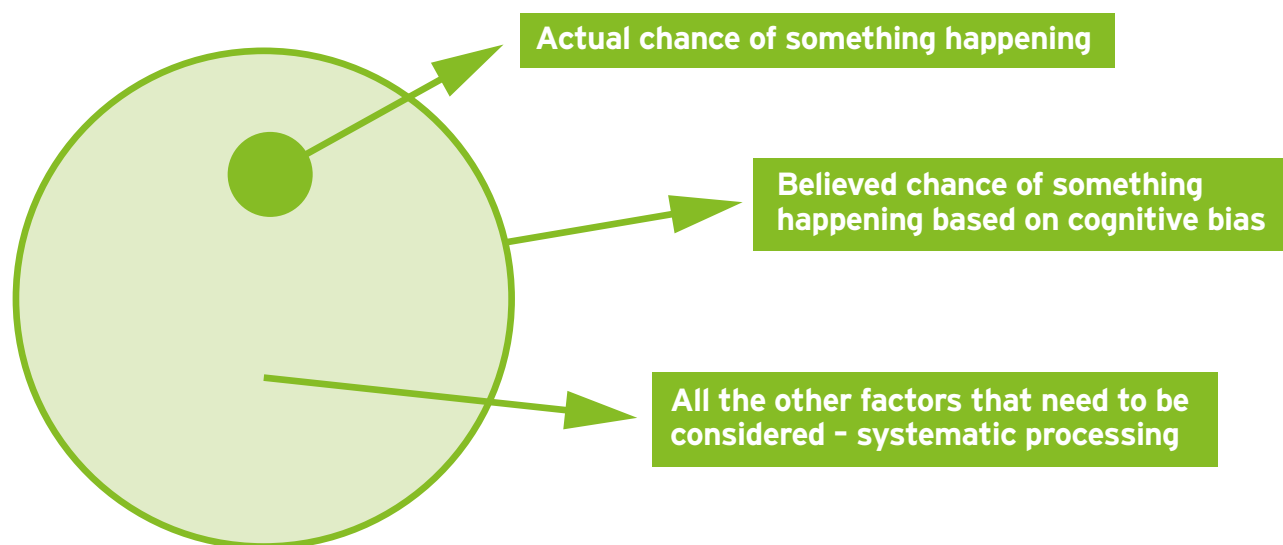 Actual chance of something happening
Believed chance of something
happening based on cognitive bias
All the other factors that need to be
considered – systematic processing